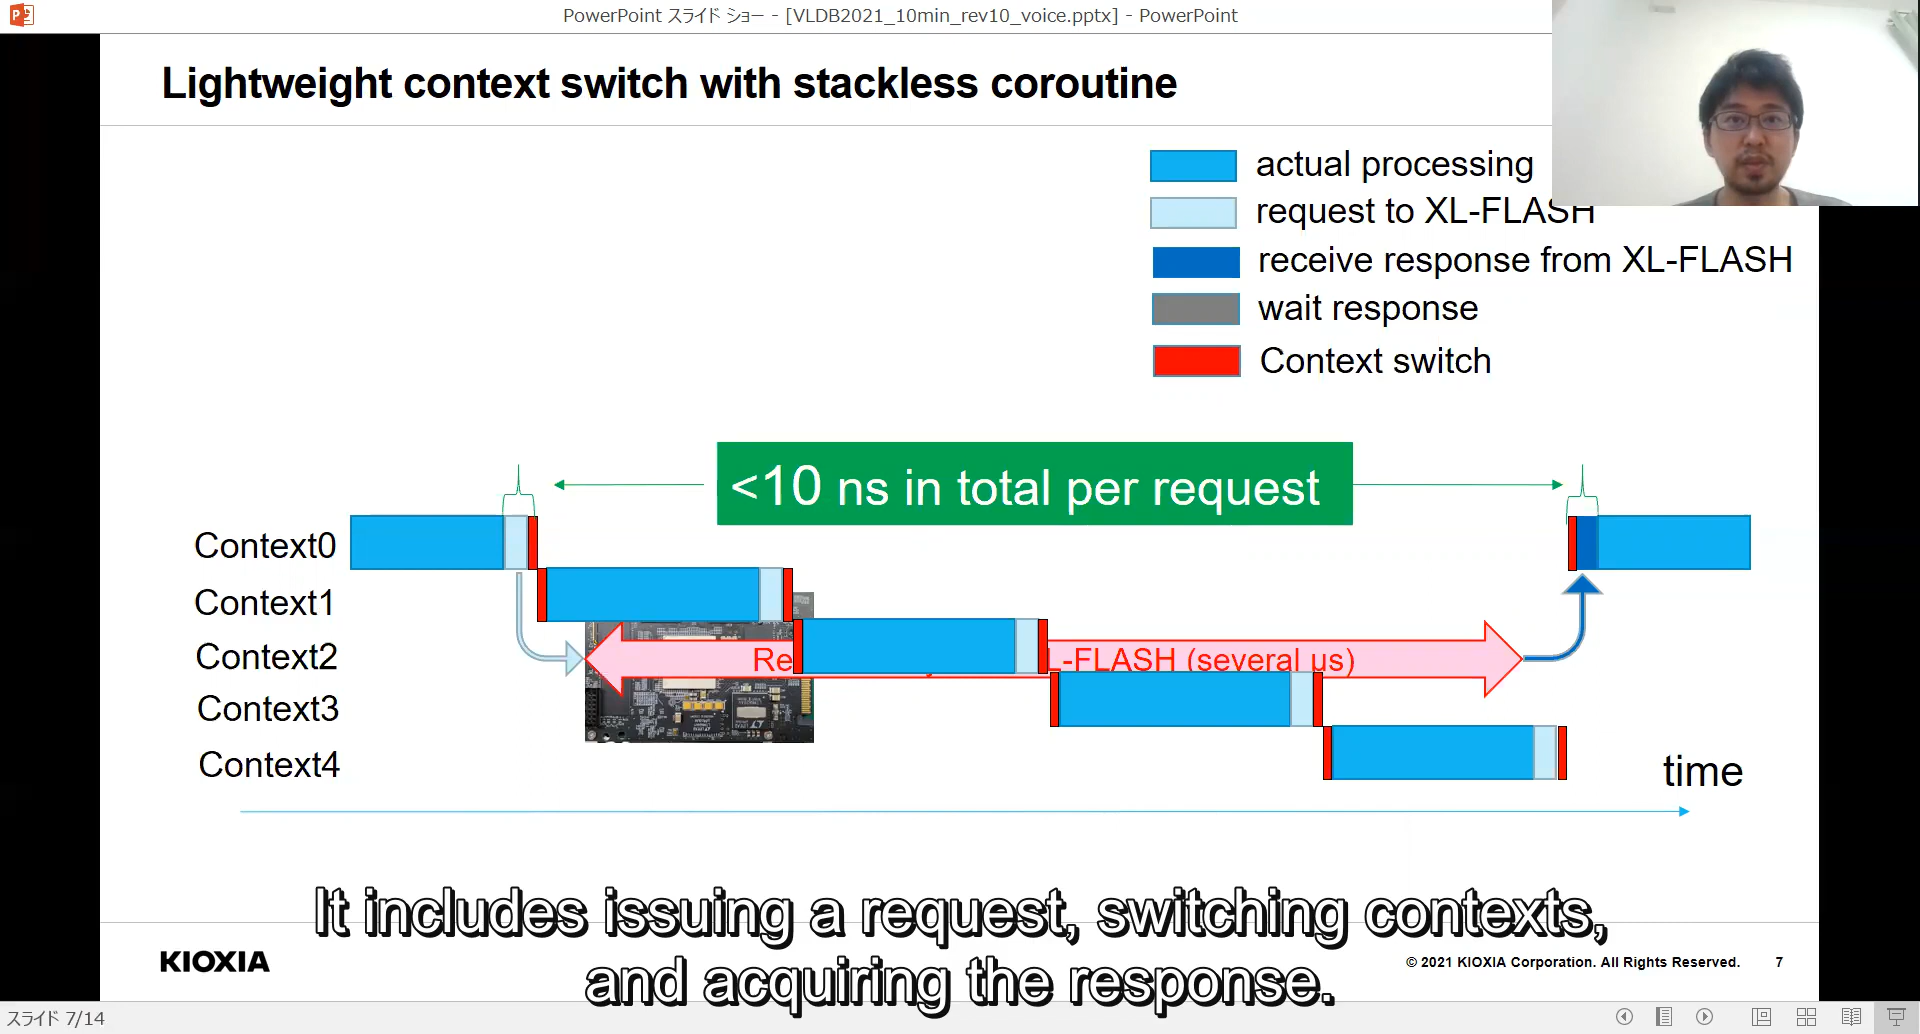 PowerPoint スライド ショー - [VLDB2021_10min_rev10_voice.pptx] - PowerPoint
Lightweight context switch with stackless coroutine
actual processing
request to XL-FLASH
receive response from XL-FLASH
wait response
Context switch
<10 ns in total per request
Context0
Context1
Context2
L-FLASH (several us)
Context3
Context4
time
It includes issuing a request, switching contexts,
and acquiring the response.
KIOXIA
© 2021 KIOXIA Corporation. All Rights Reserved.
7
スライド 7/14